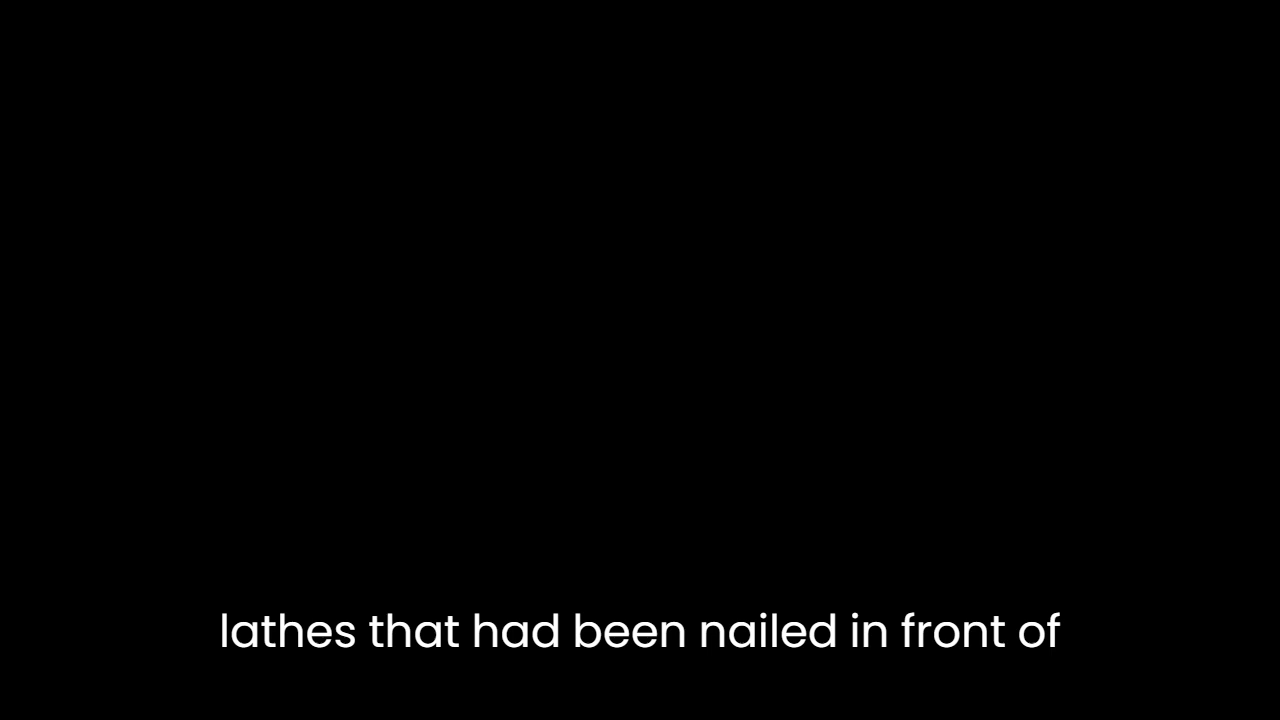 lathes that had been nailed in front of